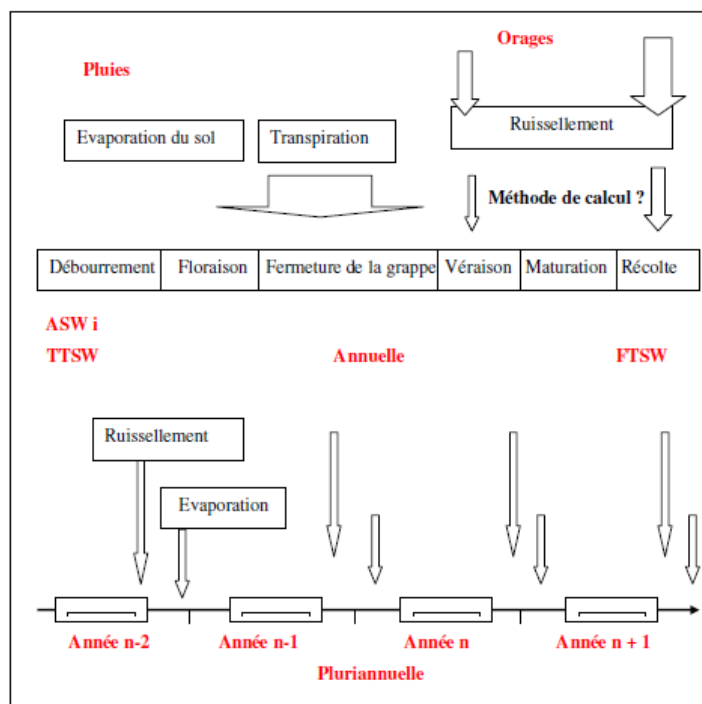 Orages
Pluies
Evaporation du sol
Transpiration
Ruissellement
Méthode de calcul ?
Débourrement
Floraison
Fermeture de la grappe
Véraison
Maturation
Récolte
ASW i
TTSW
Annuelle
FTSW
Ruissellement
Evaporation
Année n-2
Année n-1
Année n
Année n + 1
Pluriannuelle